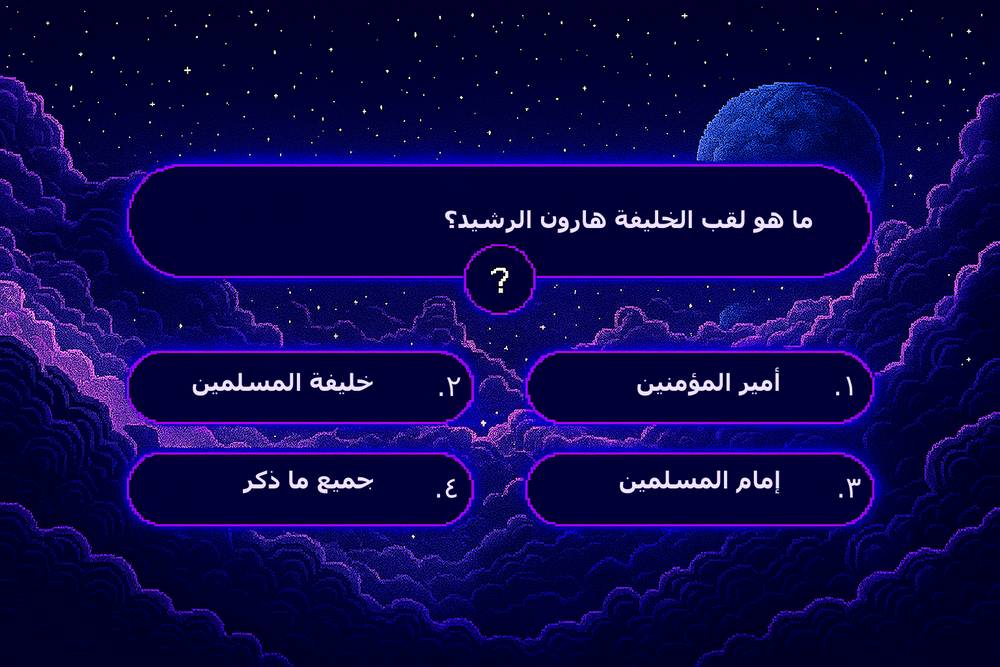 ما هو لقب الخليفة هارون الرشيد؟
?
١. أمير المؤمنين
٢. خليفة المسلمين
٣. إمام المسلمين
٤. جميع ما ذكر